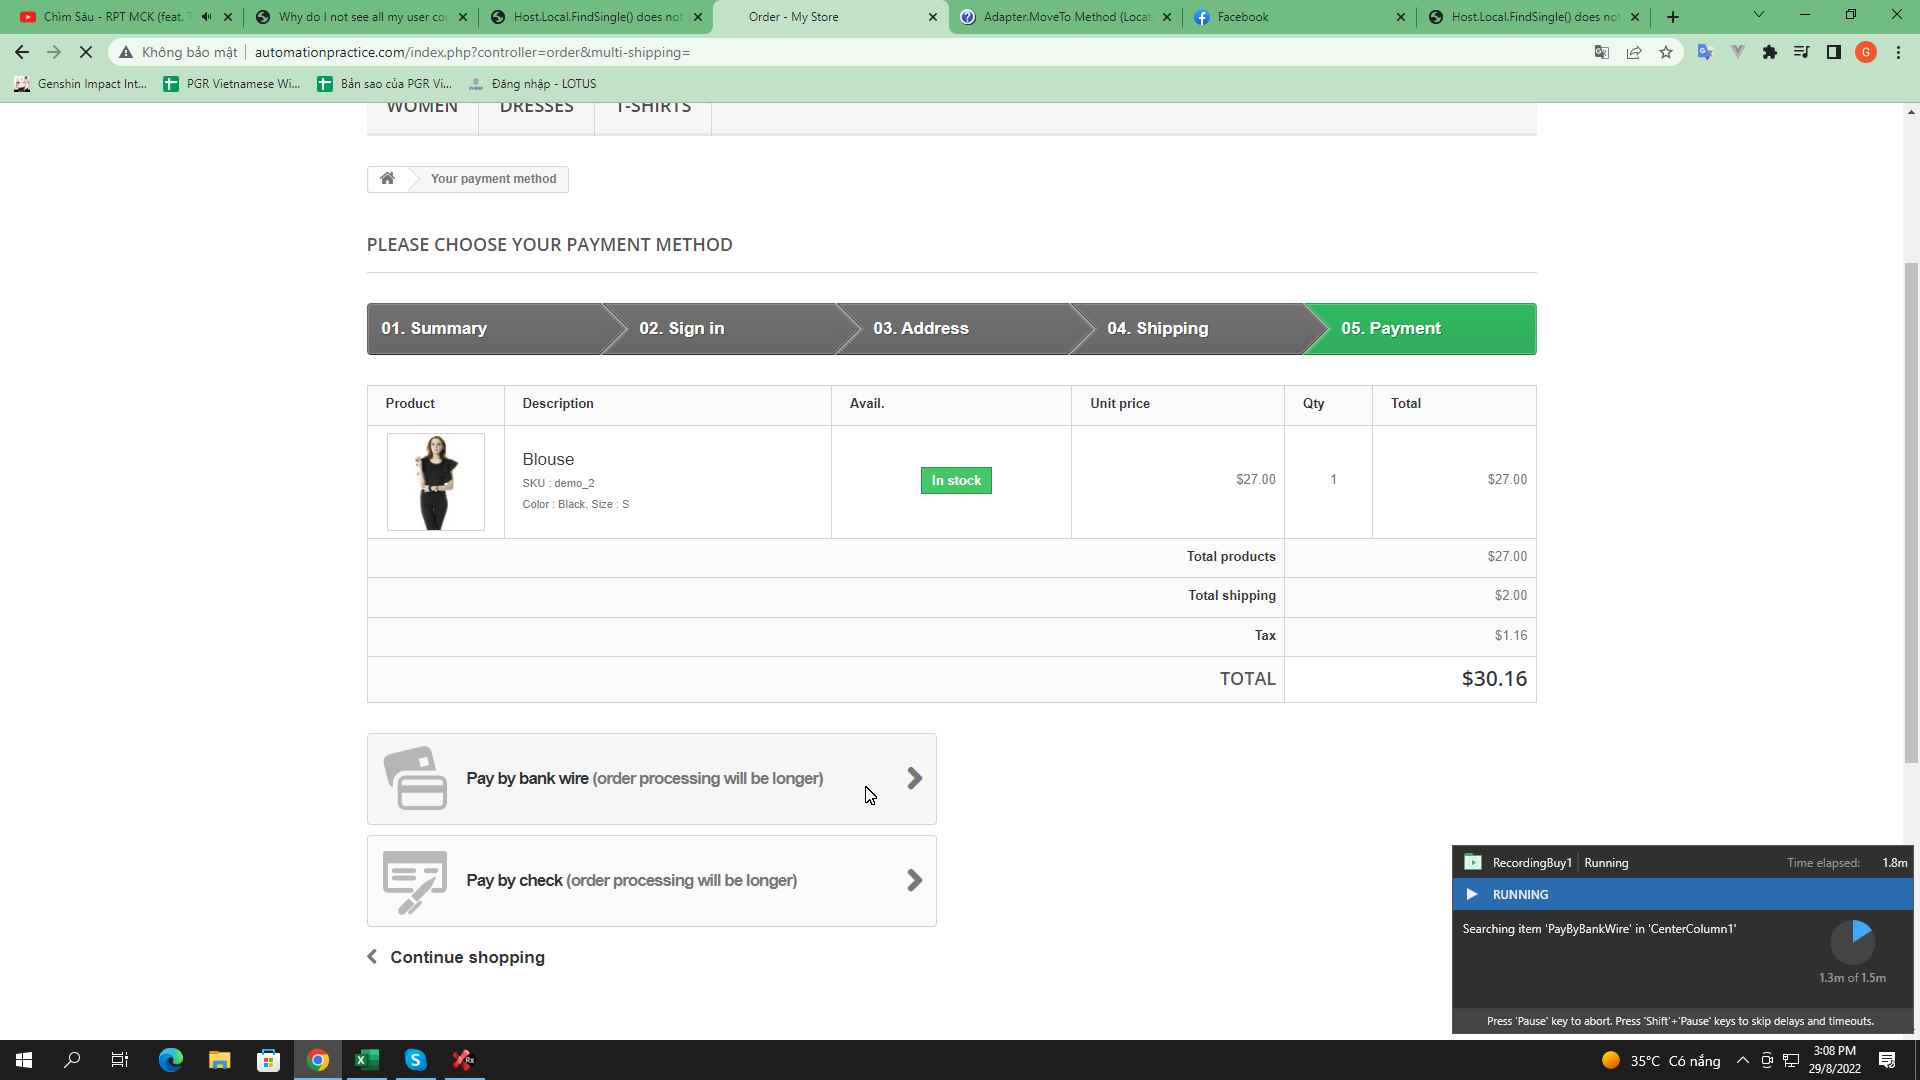 Chìm Sâu - RPT MCK (feat. T
Why do I not see all my user co
Host.Local.FindSingle() does not
Order - My Store
Adapter.MoveTo Method (Locat
Facebook
Host.Local.FindSingle() does not
Không bảo mật
automationpractice.com/index.php?controller=order&multi-shipping=
G
Genshin Impact Int...
PGR Vietnamese Wi...
Bản sao của PGR Vi...
Đăng nhập - LOTUS
WOMEN
DRESSES
T-SHIRTS
Your payment method
PLEASE CHOOSE YOUR PAYMENT METHOD
01. Summary
02. Sign in
03. Address
04. Shipping
05. Payment
Product
Description
Avail.
Unit price
Qty
Total
Blouse
SKU : demo_2
Color : Black, Size : S
In stock
$27.00
1
$27.00
Total products
$27.00
Total shipping
$2.00
Tax
$1.16
TOTAL
$30.16
Pay by bank wire (order processing will be longer)
Pay by check (order processing will be longer)
Continue shopping
RecordingBuy1
Running
Time elapsed:
1.8m
RUNNING
Searching item 'PayByBankWire' in 'CenterColumn1'
1.3m of 1.5m
Press 'Pause' key to abort. Press 'Shift'+'Pause' keys to skip delays and timeouts.
35°C Có nắng
3:08 PM
29/8/2022